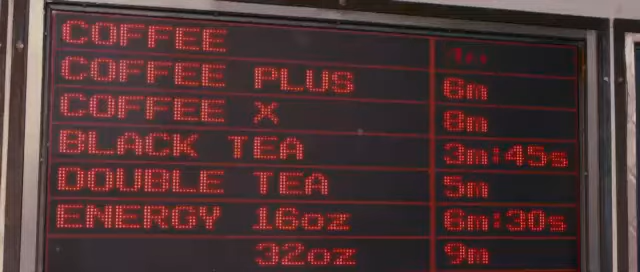 COFFEE
COFFEE PLUS 6m
COFFEE X 8m
BLACK TEA 3m:45s
DOUBLE TEA 5m
ENERGY 16oz 6m:30s
32oz 9m